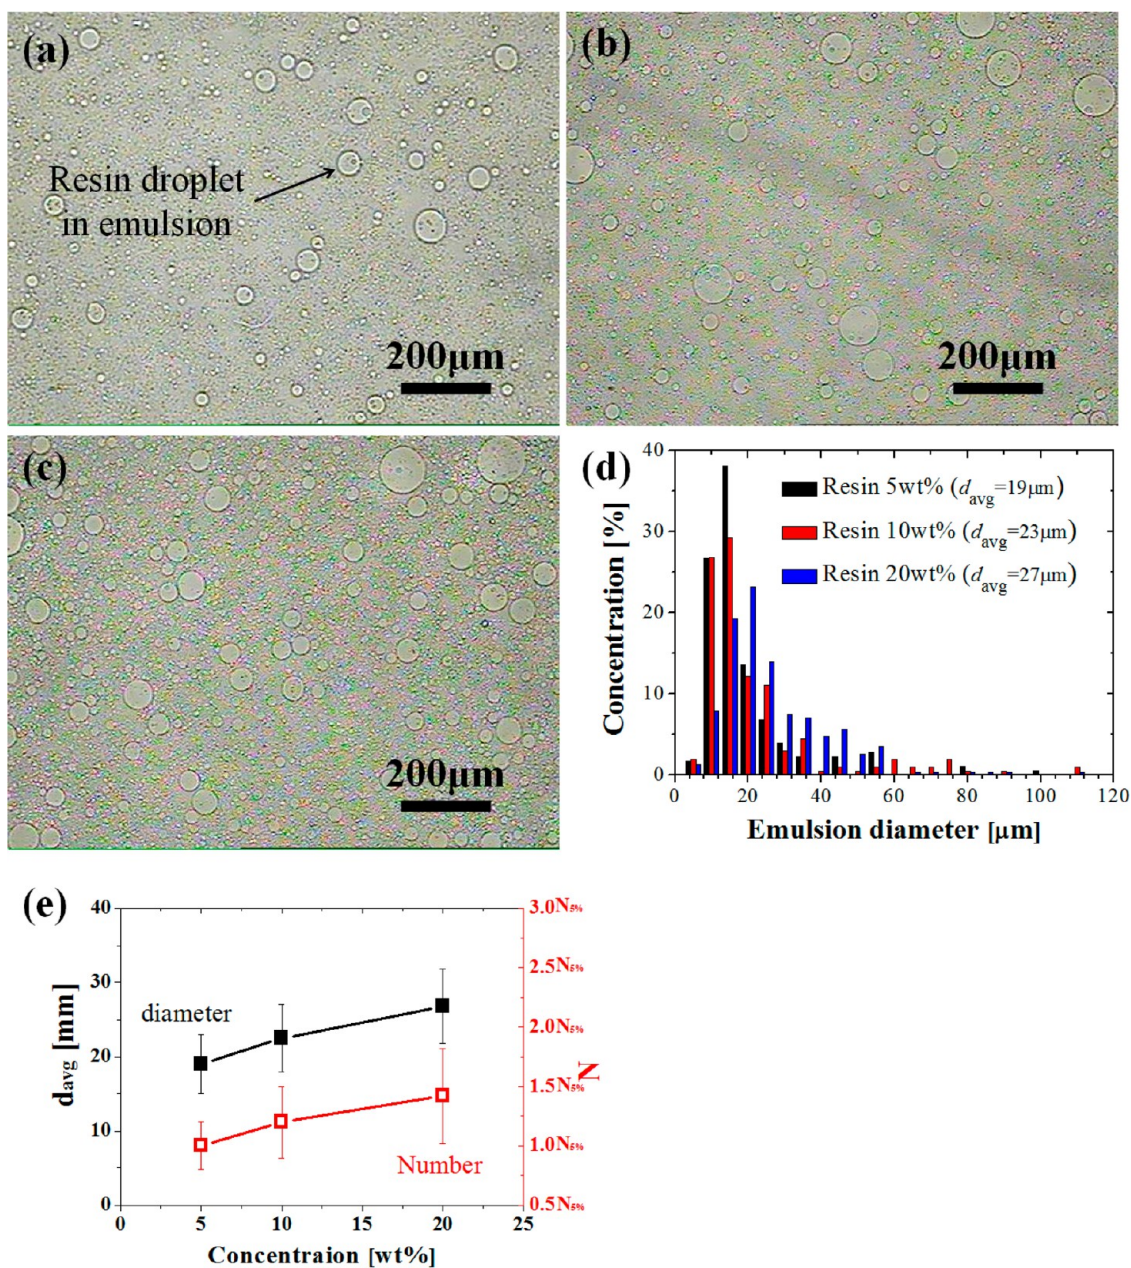 (a)
Resin droplet
in emulsion
200μm
(b)
200μm
(c)
200μm
(d)
40
30
20
10
0
Concentration [%]
Resin 5wt% (davg=19μm)
Resin 10wt% (davg=23μm)
Resin 20wt% (davg=27μm)
0 20 40 60 80 100 120
Emulsion diameter [μm]
(e)
40
30
20
10
0
davg [mm]
diameter
Number
3.0N5%
2.5N5%
2.0N5%
1.5N5%
1.0N5%
0.5N5%
N
0 5 10 15 20 25
Concentraion [wt%]